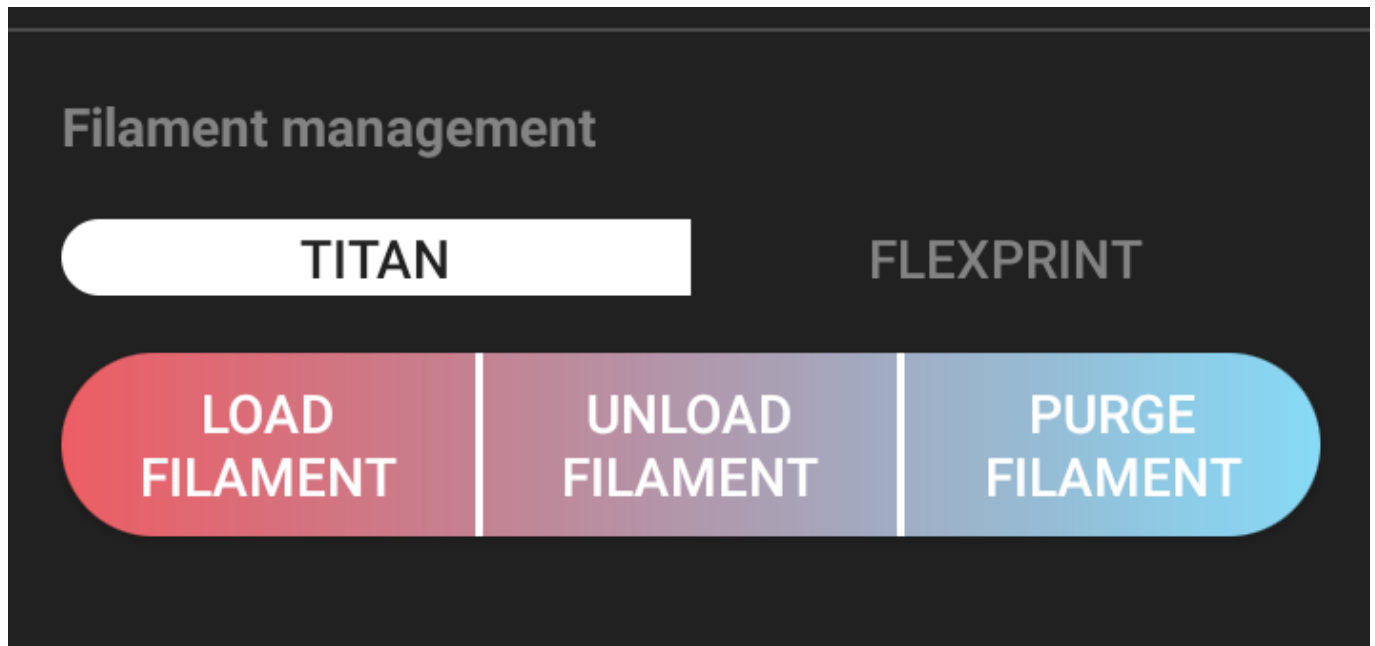 Filament management
TITAN
FLEXPRINT
LOAD
FILAMENT
UNLOAD
FILAMENT
PURGE
FILAMENT